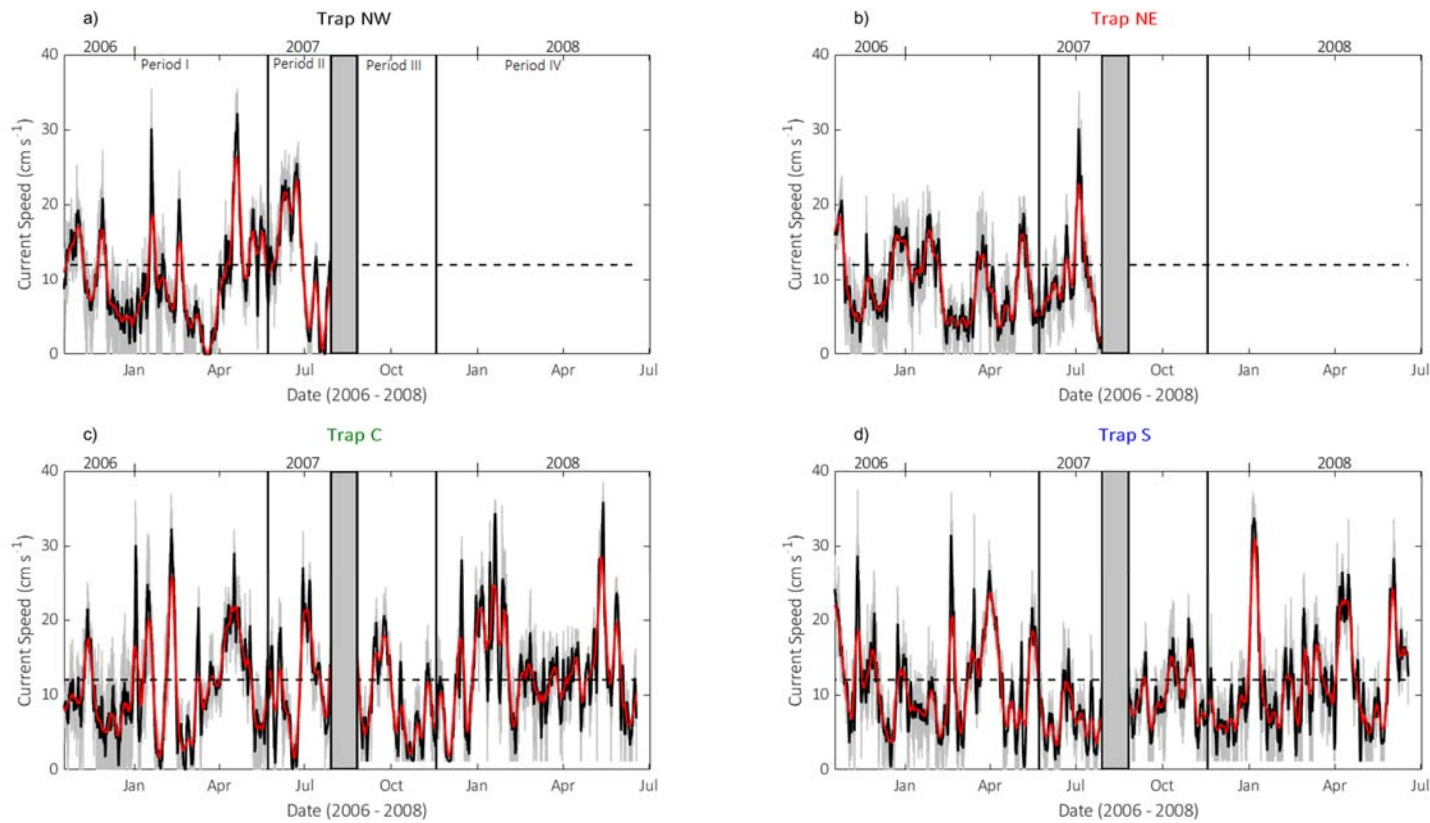 a) Trap NW
2006 2007 2008
Period I Period II Period III Period IV
40
30
20
10
0
Current Speed (cm s⁻¹)
Jan Apr Jul Oct Jan Apr Jul
Date (2006 - 2008)
b) Trap NE
2006 2007 2008
40
30
20
10
0
Current Speed (cm s⁻¹)
Jan Apr Jul Oct Jan Apr Jul
Date (2006 - 2008)
c) Trap C
2006 2007 2008
40
30
20
10
0
Current Speed (cm s⁻¹)
Jan Apr Jul Oct Jan Apr Jul
Date (2006 - 2008)
d) Trap S
2006 2007 2008
40
30
20
10
0
Current Speed (cm s⁻¹)
Jan Apr Jul Oct Jan Apr Jul
Date (2006 - 2008)